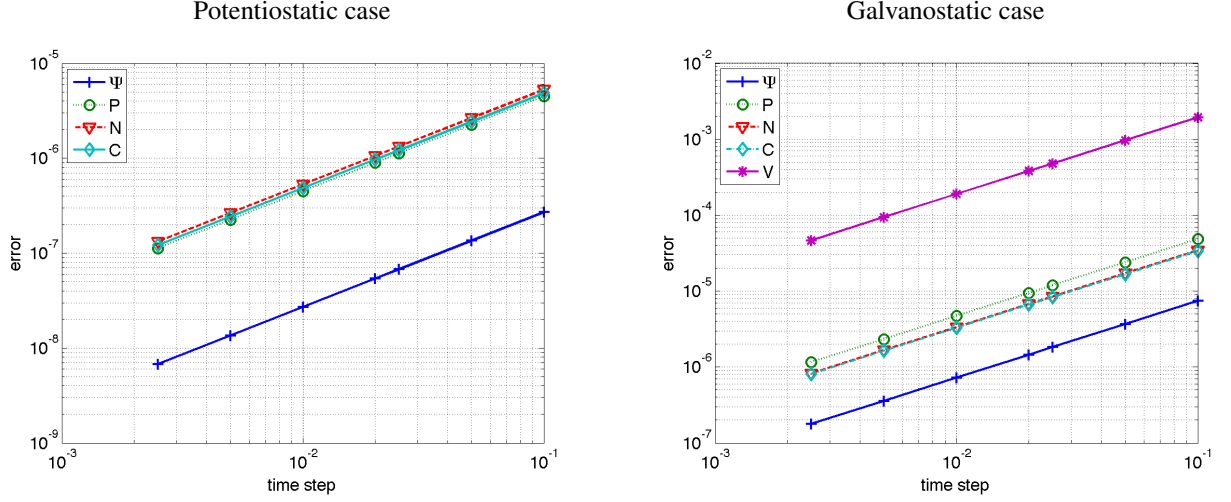 Potentiostatic case
10^-5
10^-6
10^-7
10^-8
10^-9
error
Ψ
P
N
C
10^-3
10^-2
10^-1
time step
Galvanostatic case
10^-2
10^-3
10^-4
10^-5
10^-6
10^-7
error
Ψ
P
N
C
V
10^-3
10^-2
10^-1
time step